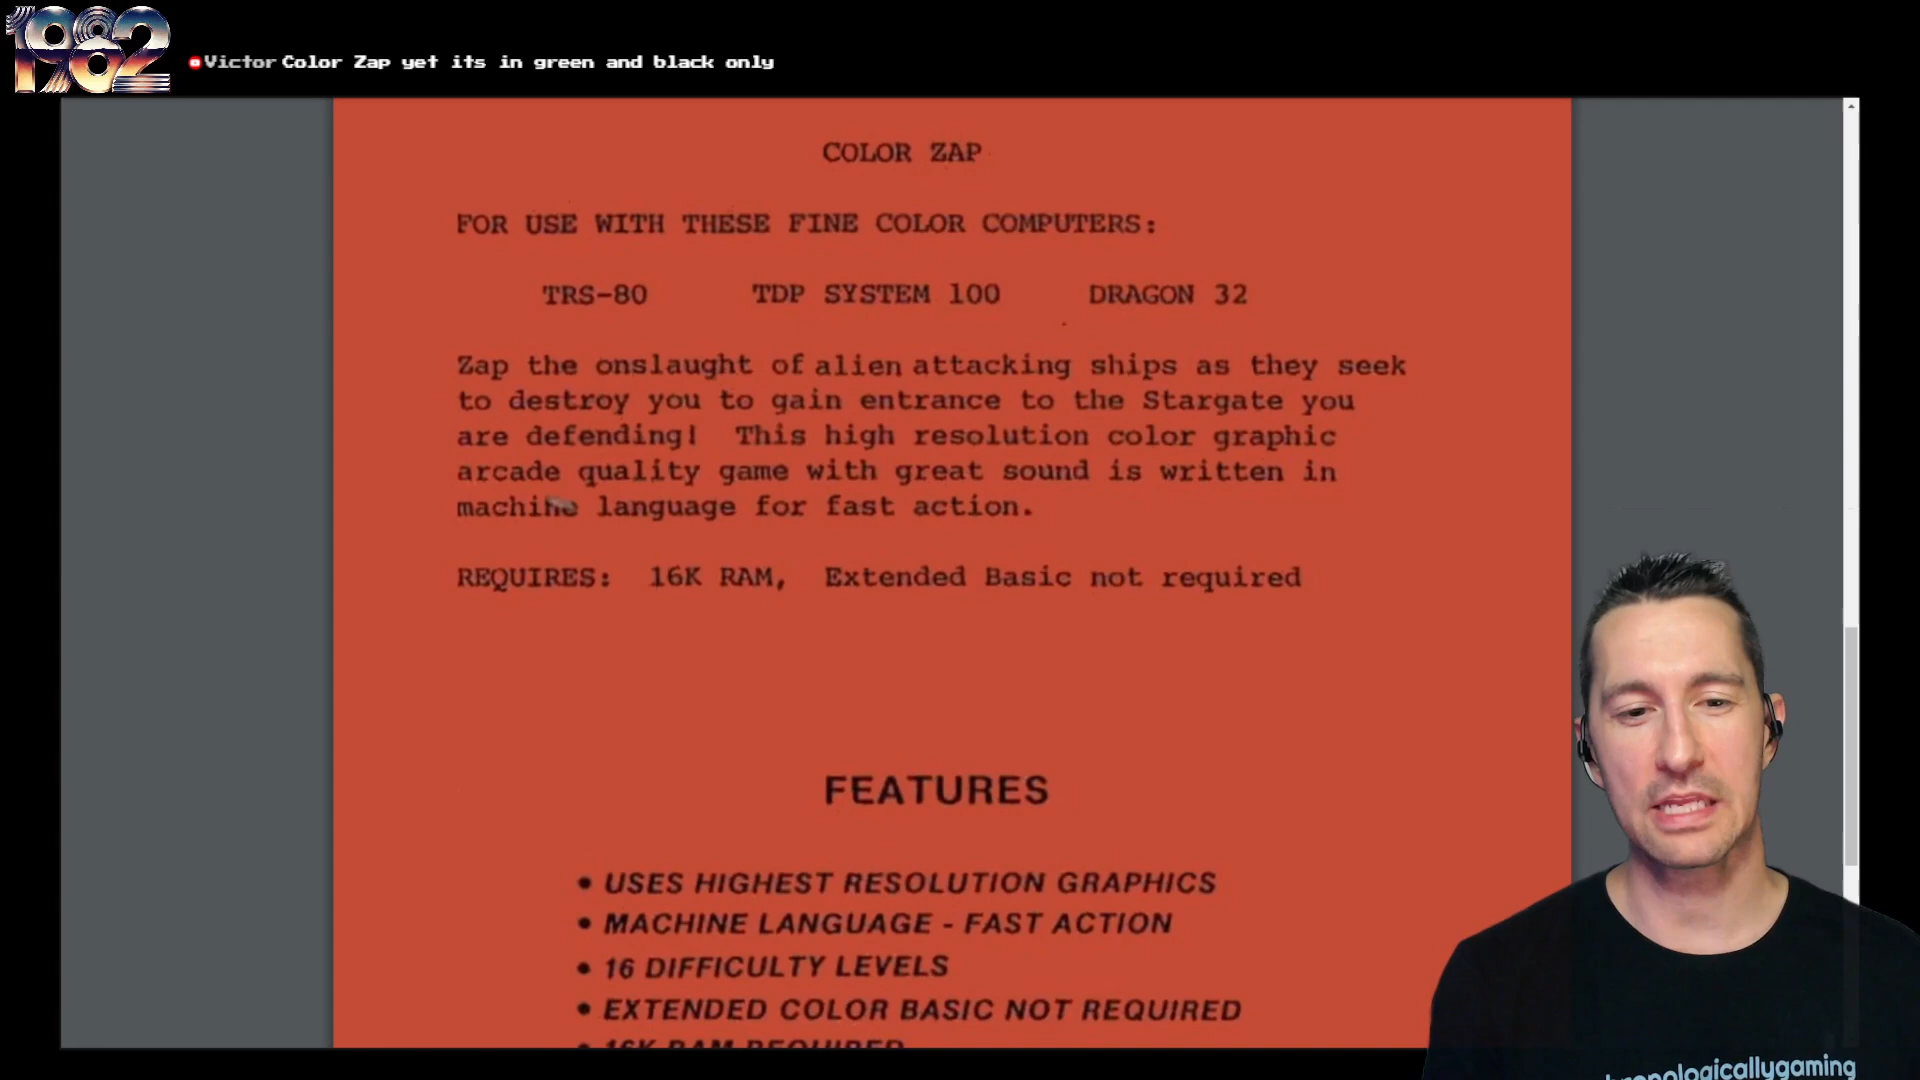 1982
Victor Color Zap yet its in green and black only
COLOR ZAP
FOR USE WITH THESE FINE COLOR COMPUTERS:
TRS-80 TDP SYSTEM 100 DRAGON 32
Zap the onslaught of alien attacking ships as they seek
to destroy you to gain entrance to the Stargate you
are defending! This high resolution color graphic
arcade quality game with great sound is written in
machine language for fast action.
REQUIRES: 16K RAM, Extended Basic not required
FEATURES
• USES HIGHEST RESOLUTION GRAPHICS
• MACHINE LANGUAGE - FAST ACTION
• 16 DIFFICULTY LEVELS
• EXTENDED COLOR BASIC NOT REQUIRED
• 16K RAM REQUIRED
ronologicallygaming